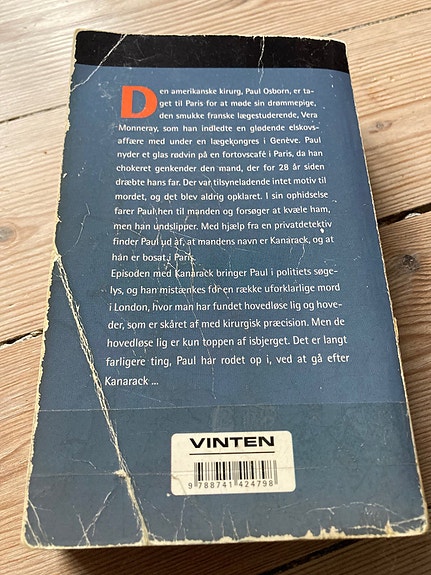 Den amerikanske kirurg, Paul Osborn, er ta-
get til Paris for at møde sin drømmepige,
den smukke franske lægestuderende, Vera
Monneray, som han indledte en glødende elskovs-
affære med under en lægekongres i Genève. Paul
nyder et glas rødvin på en fortovscafé i Paris, da han
chokeret genkender den mand, der for 28 år siden
dræbte hans far. Der var tilsyneladende intet motiv til
mordet, og det blev aldrig opklaret. I sin ophidselse
farer Paul hen til manden og forsøger at kvæle ham,
men han undslipper. Med hjælp fra en privatdetektiv
finder Paul ud af, at mandens navn er Kanarack, og at
han er bosat i Paris.
Episoden med Kanarack bringer Paul i politiets søge-
lys, og han mistænkes for en række uforklarlige mord
i London, hvor man har fundet hovedløse lig og hove-
der, som er skåret af med kirurgisk præcision. Men de
hovedløse lig er kun toppen af isbjerget. Det er langt
farligere ting, Paul har rodet op i, ved at gå efter
Kanarack ...
VINTEN
9 788741 424798